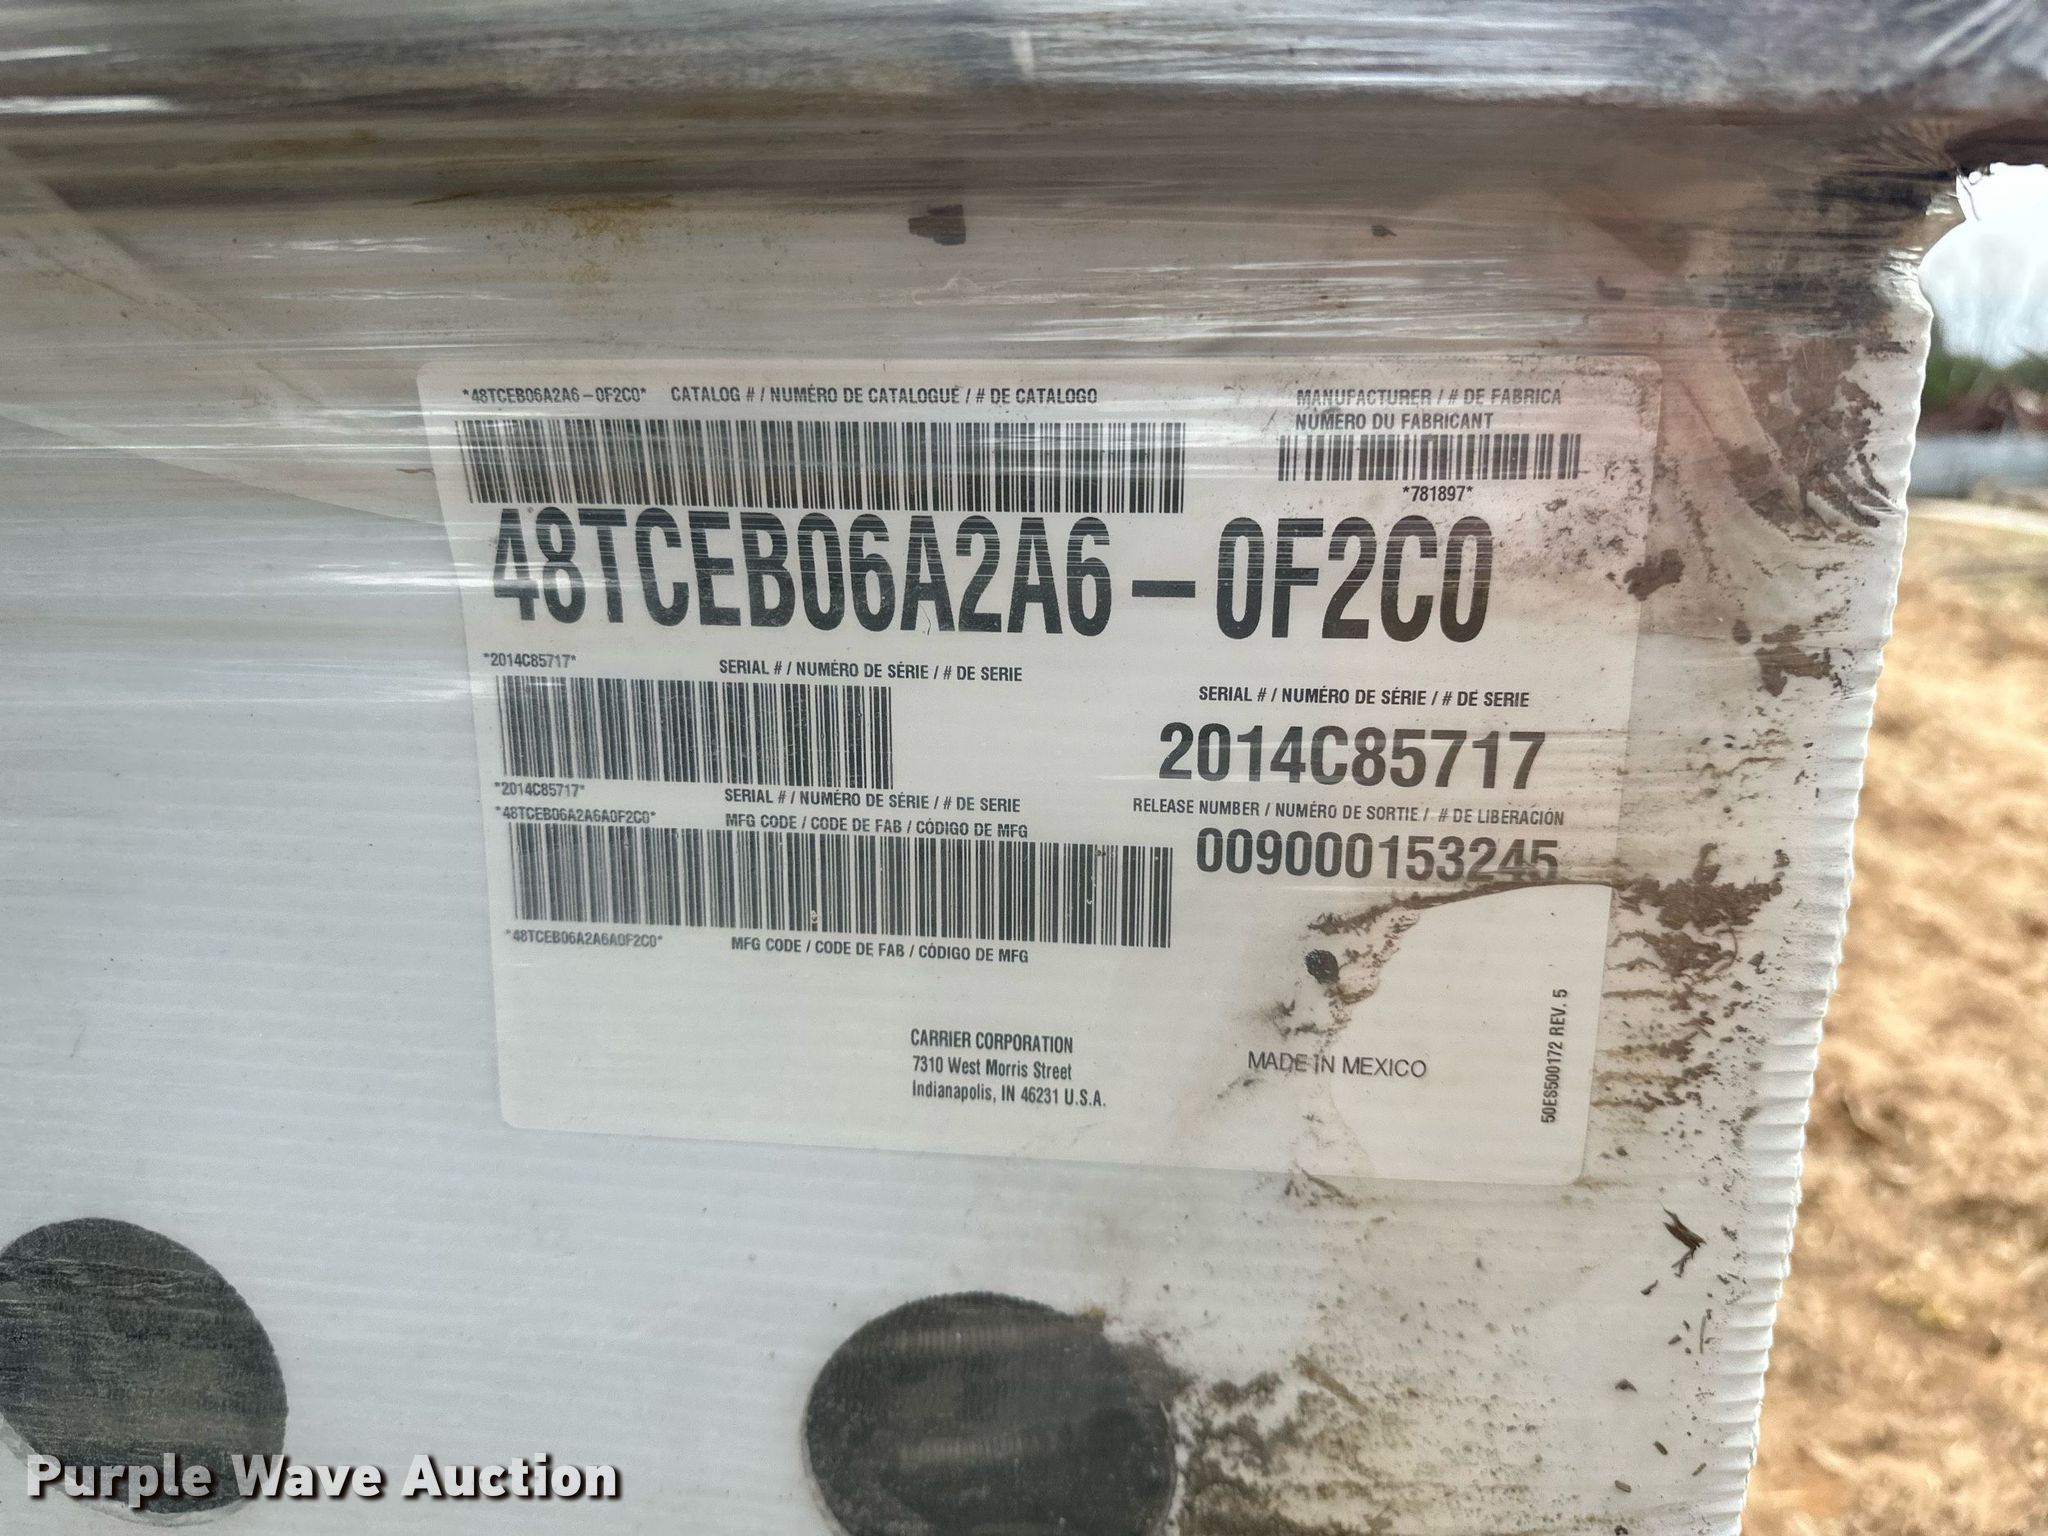 *48TCEB06A2A6-0F2C0* CATALOG # / NUMÉRO DE CATALOGUE / # DE CATALOGO
MANUFACTURER / # DE FABRICA
NUMÉRO DU FABRICANT
*781897*
48TCEB06A2A6-0F2C0
*2014C85717* SERIAL # / NUMÉRO DE SÉRIE / # DE SERIE
SERIAL # / NUMÉRO DE SÉRIE / # DE SERIE
2014C85717
*2014C85717* SERIAL # / NUMÉRO DE SÉRIE / # DE SERIE
RELEASE NUMBER / NUMÉRO DE SORTIE / # DE LIBERACIÓN
*48TCEB06A2A6A0F2C0* MFG CODE / CODE DE FAB / CÓDIGO DE MFG
009000153245
*48TCEB06A2A6A0F2C0* MFG CODE / CODE DE FAB / CÓDIGO DE MFG
CARRIER CORPORATION
7310 West Morris Street
Indianapolis, IN 46231 U.S.A.
MADE IN MEXICO
50ES500172 REV. 5
Purple Wave Auction